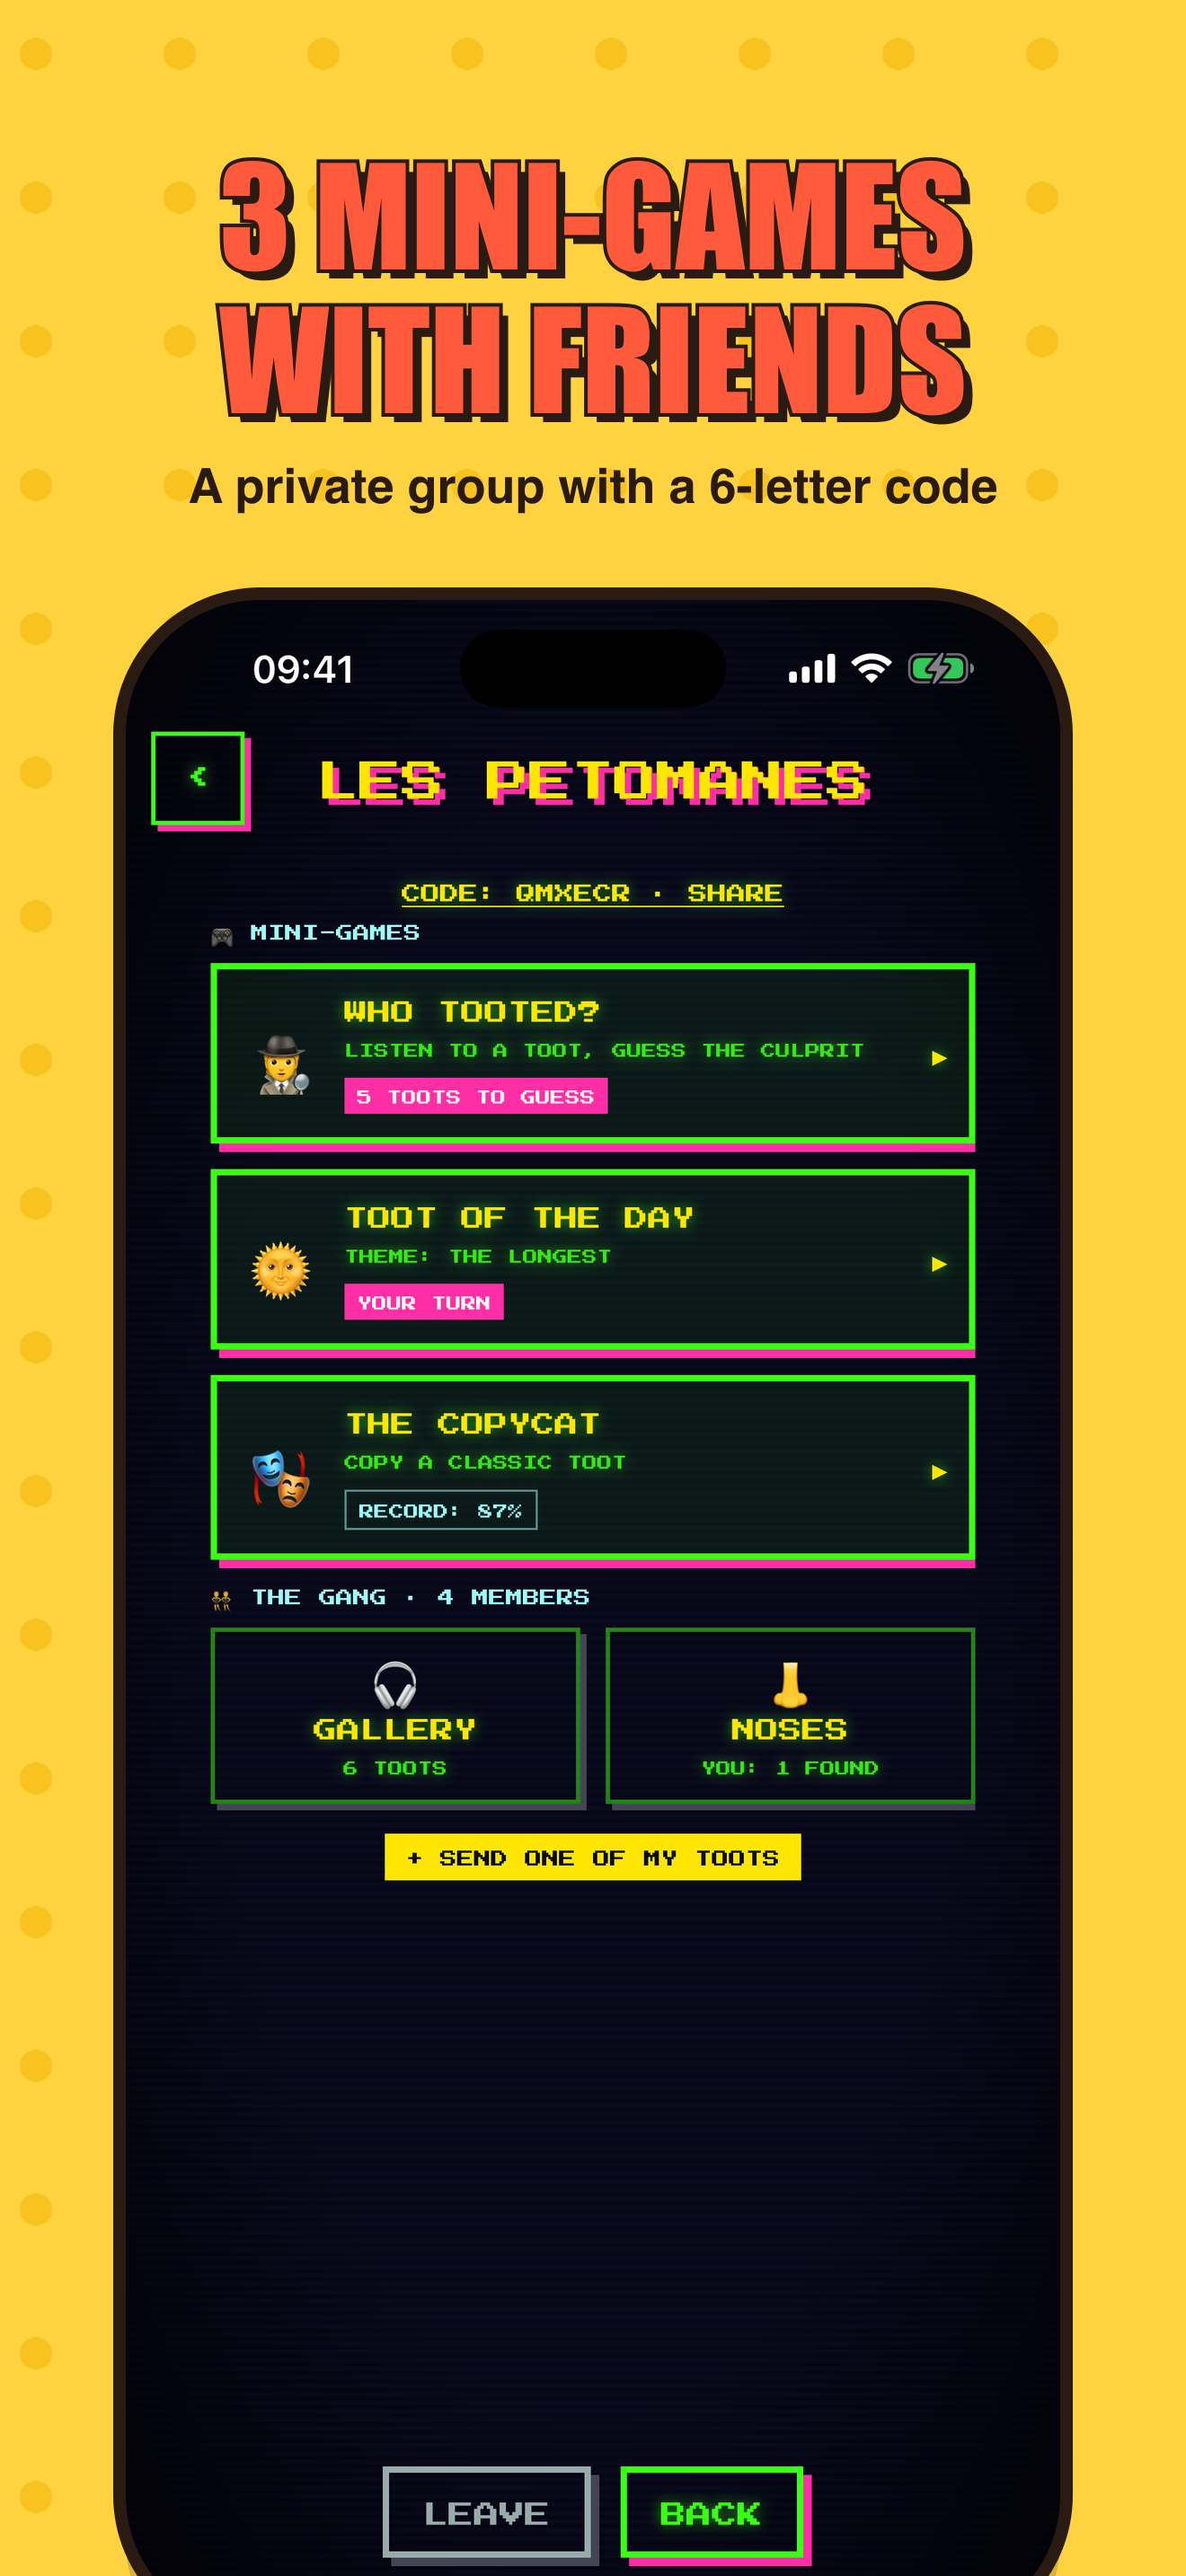 3 MINI-GAMES
WITH FRIENDS
A private group with a 6-letter code
09:41
LES PETOMANES
CODE: QMXECR · SHARE
MINI-GAMES
WHO TOOTED?
LISTEN TO A TOOT, GUESS THE CULPRIT
5 TOOTS TO GUESS
TOOT OF THE DAY
THEME: THE LONGEST
YOUR TURN
THE COPYCAT
COPY A CLASSIC TOOT
RECORD: 87%
THE GANG · 4 MEMBERS
GALLERY
6 TOOTS
NOSES
YOU: 1 FOUND
+ SEND ONE OF MY TOOTS
LEAVE
BACK